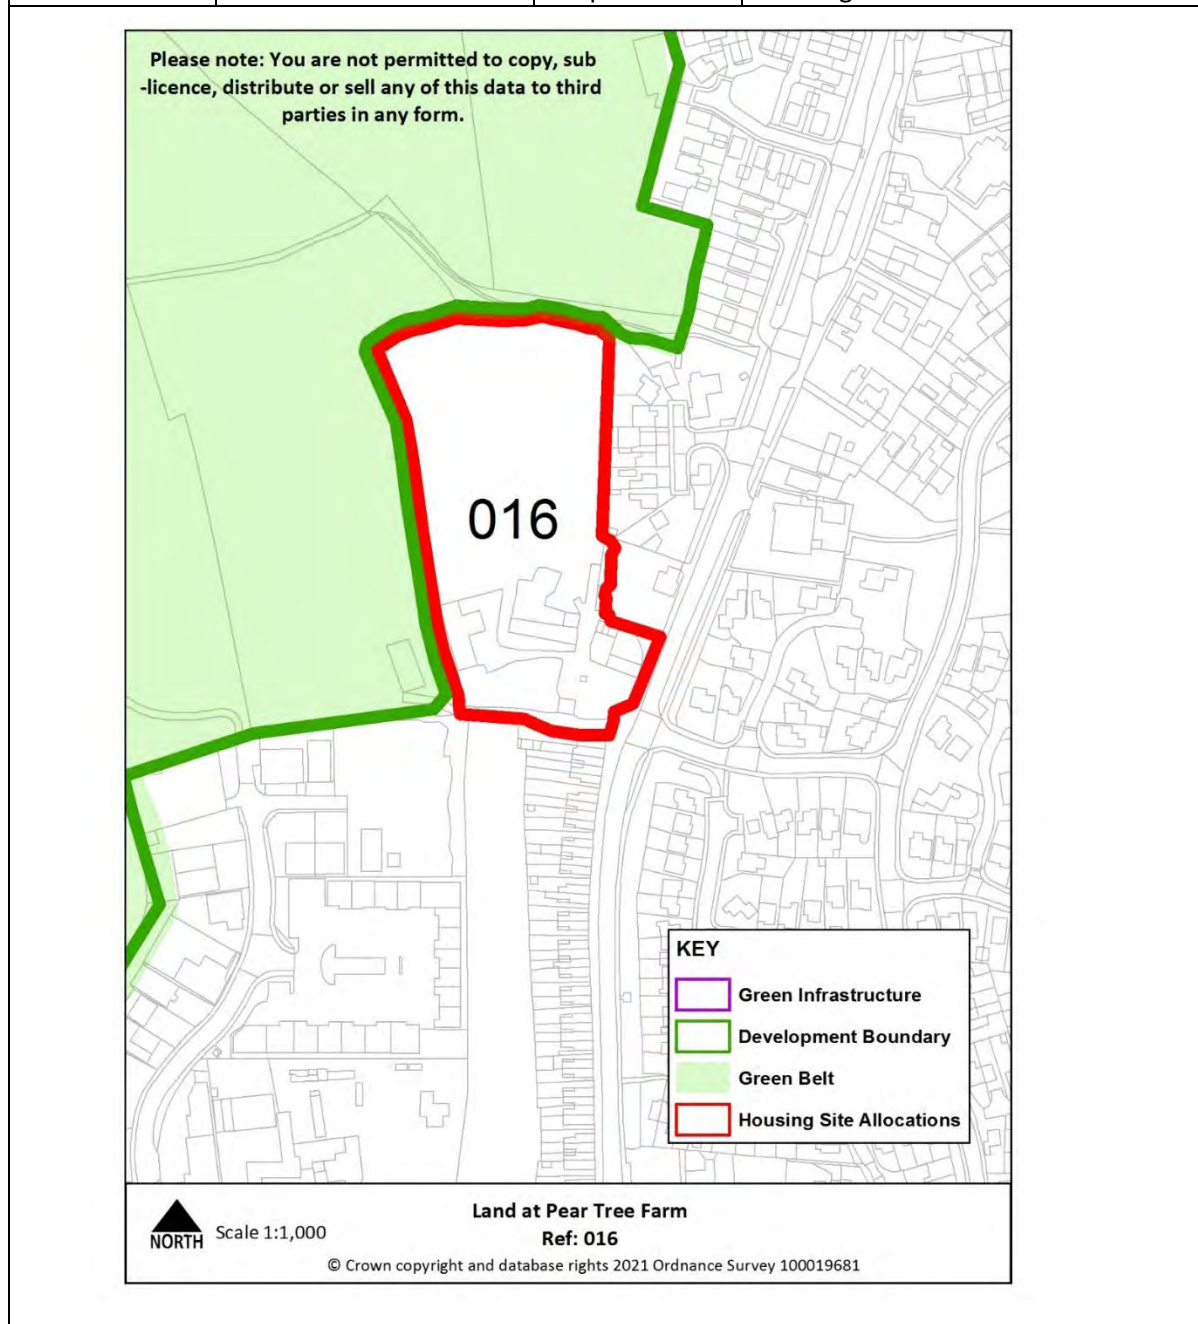 Please note: You are not permitted to copy, sub
-licence, distribute or sell any of this data to third
parties in any form.
016
KEY
Green Infrastructure
Development Boundary
Green Belt
Housing Site Allocations
NORTH
Scale 1:1,000
Land at Pear Tree Farm
Ref: 016
© Crown copyright and database rights 2021 Ordnance Survey 100019681